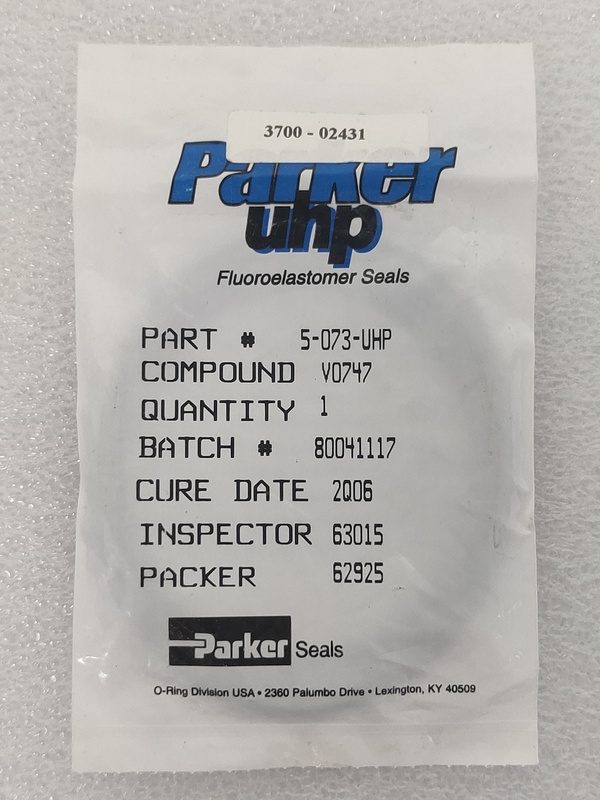 3700 - 02431
Parker
uhp
Fluoroelastomer Seals
PART # 5-073-UHP
COMPOUND V0747
QUANTITY 1
BATCH # 80041117
CURE DATE 2Q06
INSPECTOR 63015
PACKER 62925
Parker Seals
O-Ring Division USA • 2360 Palumbo Drive • Lexington, KY 40509